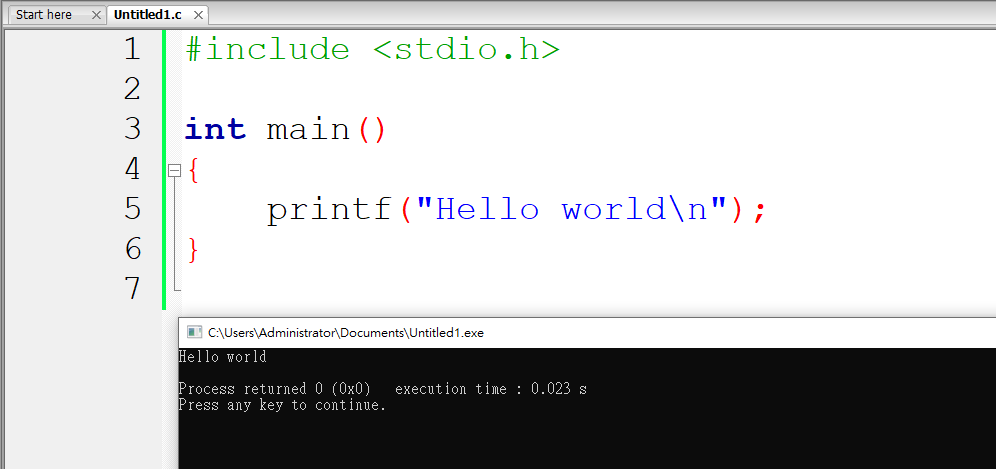 Start here
Untitled1.c
1 #include <stdio.h>
2
3 int main()
4 {
5     printf("Hello world\n");
6 }
7
C:\Users\Administrator\Documents\Untitled1.exe
Hello world
Process returned 0 (0x0)   execution time : 0.023 s
Press any key to continue.